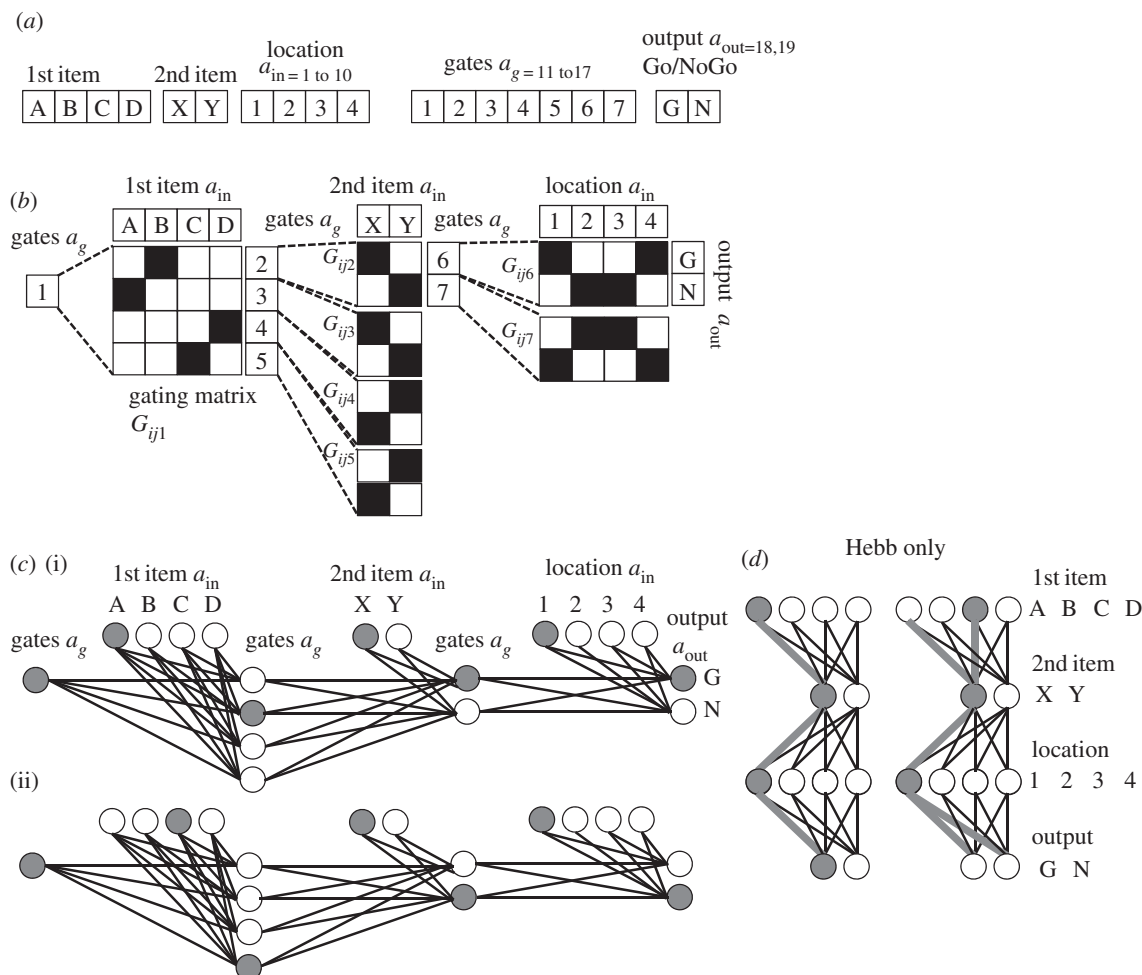 (a)
1st item
2nd item
location
a_in = 1 to 10
gates a_g = 11 to17
output a_out=18,19
Go/NoGo
A B C D X Y 1 2 3 4 1 2 3 4 5 6 7 G N
(b)
1st item a_in
2nd item a_in
location a_in
gates a_g
A B C D
gates a_g
X Y
gates a_g
1 2 3 4
1
2
3
4
5
G_ij2
G_ij3
G_ij4
G_ij5
6
7
G_ij6
G_ij7
G
N
output a_out
gating matrix
G_ij1
(c) (i)
1st item a_in
A B C D
2nd item a_in
X Y
location a_in
1 2 3 4
gates a_g
gates a_g
gates a_g
output
a_out
G
N
(ii)
(d)
Hebb only
1st item
A B C D
2nd item
X Y
location
1 2 3 4
output
G N